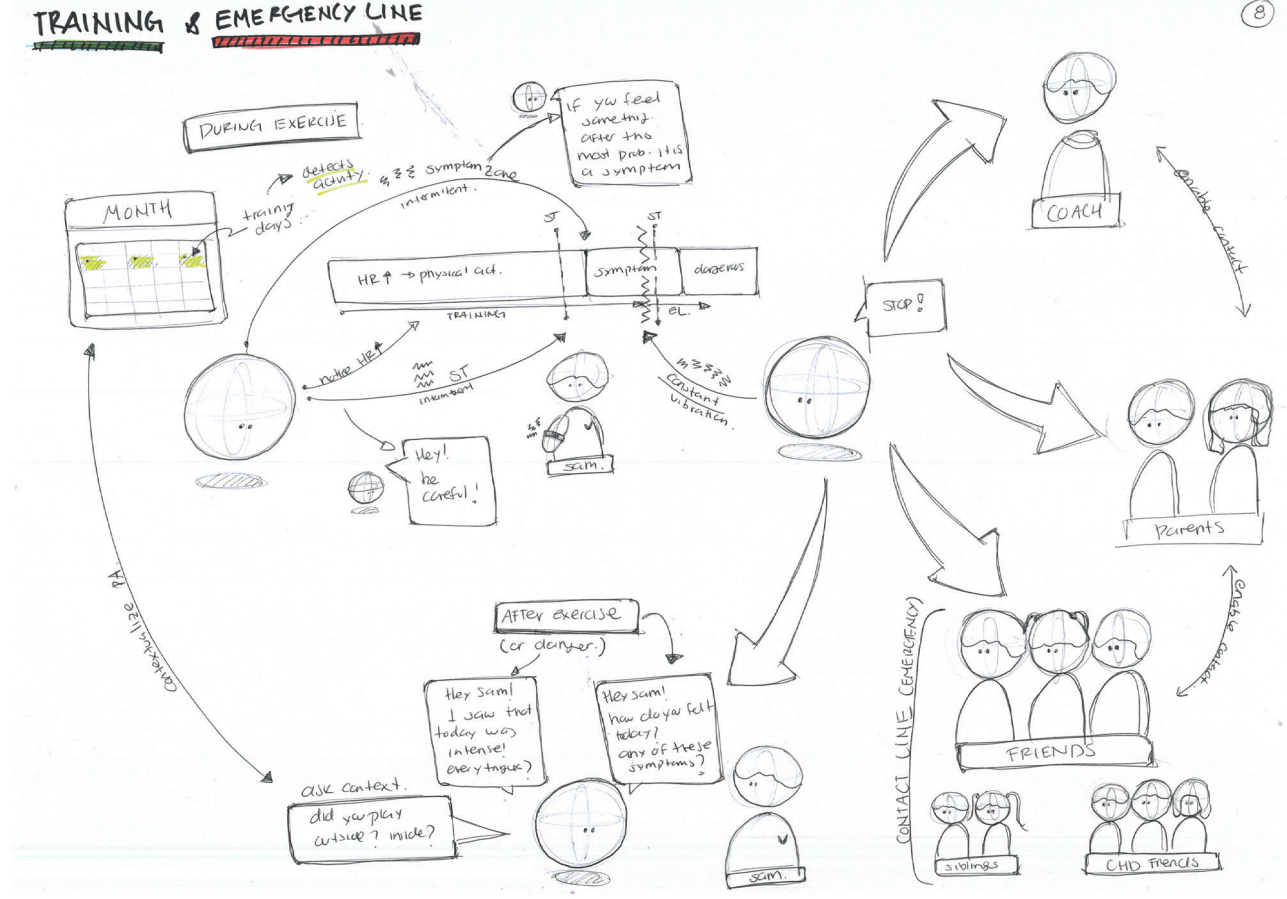 TRAINING & EMERGENCY LINE
8
DURING EXERCISE
if you feel
something
after this
most prob. it is
a symptom
detects
activity.
symptom zone
intermitent.
training
days
MONTH
ST
ST
HR↑ → physical act.
symptom
TRAINING
EL.
notice HR↑
ST
constant
vibration.
Hey!
be
careful!
sam.
STOP!
COACH
enable contact
parents
enable contact.
contextualize PA.
AFTER exercise
(or danger.)
Hey Sam!
I saw that
today was
intense!
Hey Sam!
how do you felt
today?
any of these
symptoms?
ask context.
did you play
outside? inside?
sam.
CONTACT LINE (EMERGENCY)
FRIENDS
siblings
CHD Friends